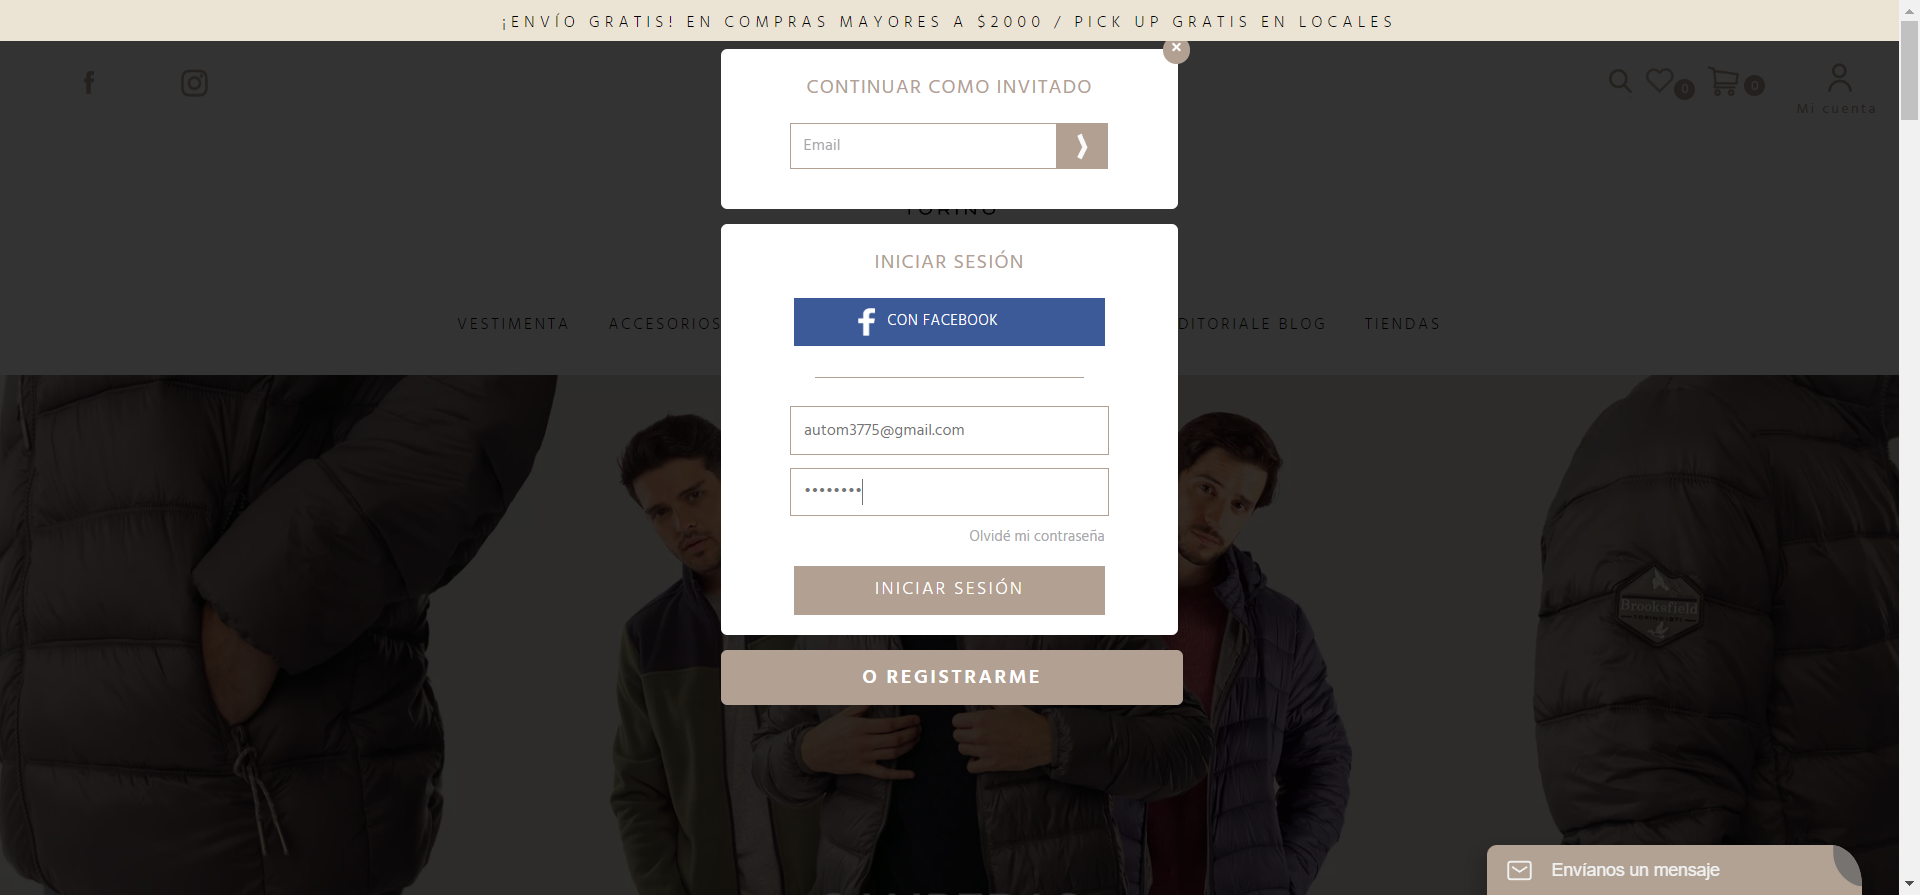 ¡ENVÍO GRATIS! EN COMPRAS MAYORES A $2000 / PICK UP GRATIS EN LOCALES
×
CONTINUAR COMO INVITADO
0
0
Mi cuenta
Email
TORINO
INICIAR SESIÓN
CON FACEBOOK
VESTIMENTA ACCESORIOS DITORIALE BLOG TIENDAS
autom3775@gmail.com
••••••••
Olvidé mi contraseña
INICIAR SESIÓN
Brooksfield
O REGISTRARME
Envíanos un mensaje